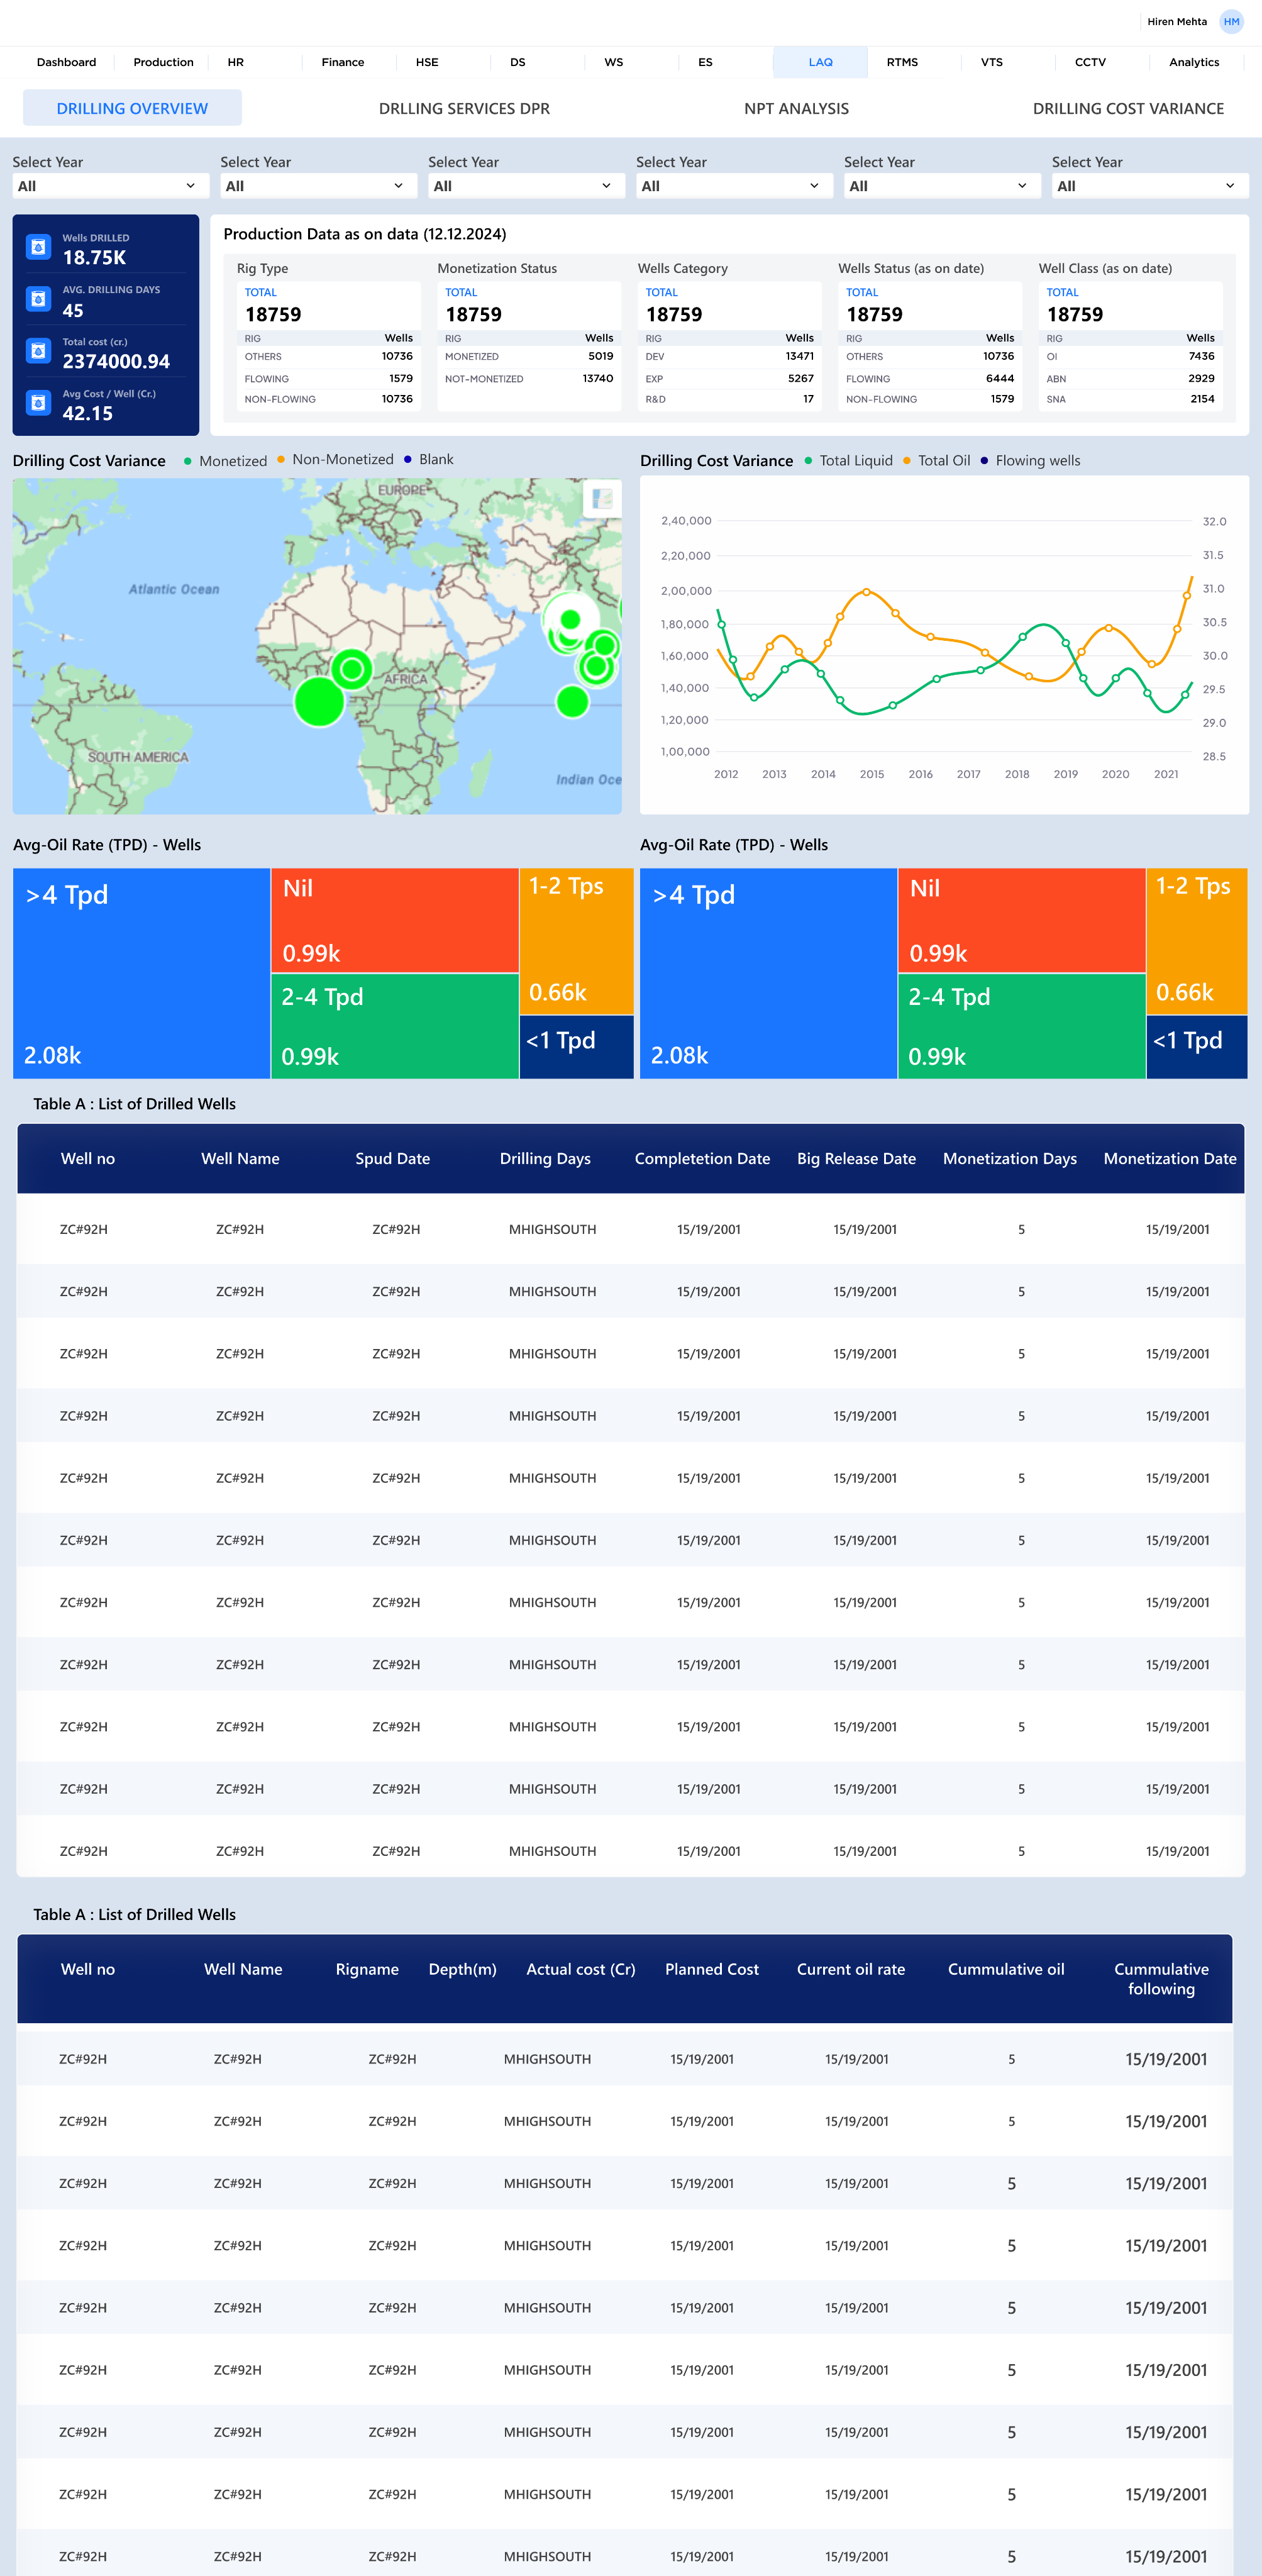 Hiren Mehta HM
Dashboard Production HR Finance HSE DS WS ES LAQ RTMS VTS CCTV Analytics
DRILLING OVERVIEW DRLLING SERVICES DPR NPT ANALYSIS DRILLING COST VARIANCE
Select Year Select Year Select Year Select Year Select Year Select Year
All All All All All All
Wells DRILLED
18.75K
AVG. DRILLING DAYS
45
Total cost (cr.)
2374000.94
Avg Cost / Well (Cr.)
42.15
Production Data as on data (12.12.2024)
Rig Type
TOTAL
18759
RIG Wells
OTHERS 10736
FLOWING 1579
NON-FLOWING 10736
Monetization Status
TOTAL
18759
RIG Wells
MONETIZED 5019
NOT-MONETIZED 13740
Wells Category
TOTAL
18759
RIG Wells
DEV 13471
EXP 5267
R&D 17
Wells Status (as on date)
TOTAL
18759
RIG Wells
OTHERS 10736
FLOWING 6444
NON-FLOWING 1579
Well Class (as on date)
TOTAL
18759
RIG Wells
OI 7436
ABN 2929
SNA 2154
Drilling Cost Variance Monetized Non-Monetized Blank
EUROPE
Atlantic Ocean
AFRICA
SOUTH AMERICA
Indian Oce
Drilling Cost Variance Total Liquid Total Oil Flowing wells
2,40,000 32.0
2,20,000 31.5
2,00,000 31.0
1,80,000 30.5
1,60,000 30.0
1,40,000 29.5
1,20,000 29.0
1,00,000 28.5
2012 2013 2014 2015 2016 2017 2018 2019 2020 2021
Avg-Oil Rate (TPD) - Wells
>4 Tpd
2.08k
Nil
0.99k
2-4 Tpd
0.99k
1-2 Tps
0.66k
<1 Tpd
Avg-Oil Rate (TPD) - Wells
>4 Tpd
2.08k
Nil
0.99k
2-4 Tpd
0.99k
1-2 Tps
0.66k
<1 Tpd
Table A : List of Drilled Wells
Well no Well Name Spud Date Drilling Days Completetion Date Big Release Date Monetization Days Monetization Date
ZC#92H ZC#92H ZC#92H MHIGHSOUTH 15/19/2001 15/19/2001 5 15/19/2001
ZC#92H ZC#92H ZC#92H MHIGHSOUTH 15/19/2001 15/19/2001 5 15/19/2001
ZC#92H ZC#92H ZC#92H MHIGHSOUTH 15/19/2001 15/19/2001 5 15/19/2001
ZC#92H ZC#92H ZC#92H MHIGHSOUTH 15/19/2001 15/19/2001 5 15/19/2001
ZC#92H ZC#92H ZC#92H MHIGHSOUTH 15/19/2001 15/19/2001 5 15/19/2001
ZC#92H ZC#92H ZC#92H MHIGHSOUTH 15/19/2001 15/19/2001 5 15/19/2001
ZC#92H ZC#92H ZC#92H MHIGHSOUTH 15/19/2001 15/19/2001 5 15/19/2001
ZC#92H ZC#92H ZC#92H MHIGHSOUTH 15/19/2001 15/19/2001 5 15/19/2001
ZC#92H ZC#92H ZC#92H MHIGHSOUTH 15/19/2001 15/19/2001 5 15/19/2001
ZC#92H ZC#92H ZC#92H MHIGHSOUTH 15/19/2001 15/19/2001 5 15/19/2001
ZC#92H ZC#92H ZC#92H MHIGHSOUTH 15/19/2001 15/19/2001 5 15/19/2001
Table A : List of Drilled Wells
Well no Well Name Rigname Depth(m) Actual cost (Cr) Planned Cost Current oil rate Cummulative oil Cummulative
following
ZC#92H ZC#92H ZC#92H MHIGHSOUTH 15/19/2001 15/19/2001 5 15/19/2001
ZC#92H ZC#92H ZC#92H MHIGHSOUTH 15/19/2001 15/19/2001 5 15/19/2001
ZC#92H ZC#92H ZC#92H MHIGHSOUTH 15/19/2001 15/19/2001 5 15/19/2001
ZC#92H ZC#92H ZC#92H MHIGHSOUTH 15/19/2001 15/19/2001 5 15/19/2001
ZC#92H ZC#92H ZC#92H MHIGHSOUTH 15/19/2001 15/19/2001 5 15/19/2001
ZC#92H ZC#92H ZC#92H MHIGHSOUTH 15/19/2001 15/19/2001 5 15/19/2001
ZC#92H ZC#92H ZC#92H MHIGHSOUTH 15/19/2001 15/19/2001 5 15/19/2001
ZC#92H ZC#92H ZC#92H MHIGHSOUTH 15/19/2001 15/19/2001 5 15/19/2001
ZC#92H ZC#92H ZC#92H MHIGHSOUTH 15/19/2001 15/19/2001 5 15/19/2001